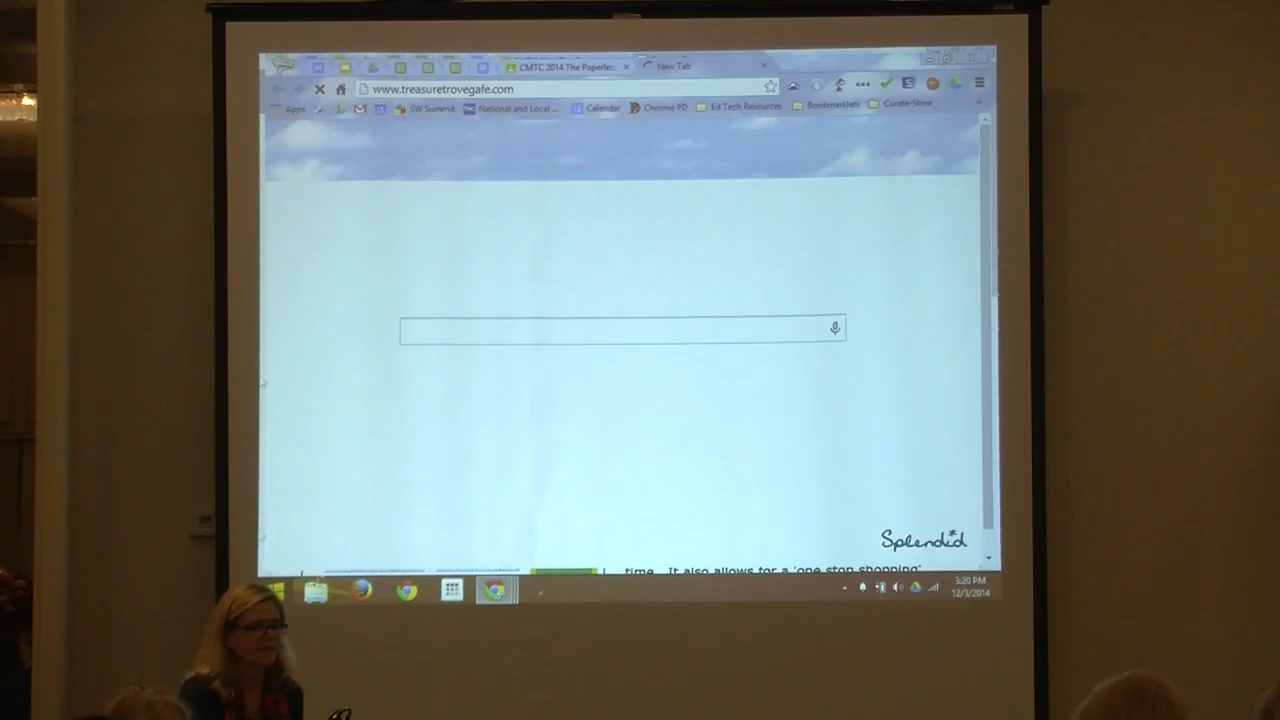 CMTC 2014 The Paperles
New Tab
www.treasuretrovegafe.com
Apps
SW Summit
National and Local ...
Calendar
Chrome PD
Ed Tech Resources
Bookmarklets
Curate-Store
Splendid
time. It also allows for a 'one stop shopping'
3:20 PM
12/3/2014